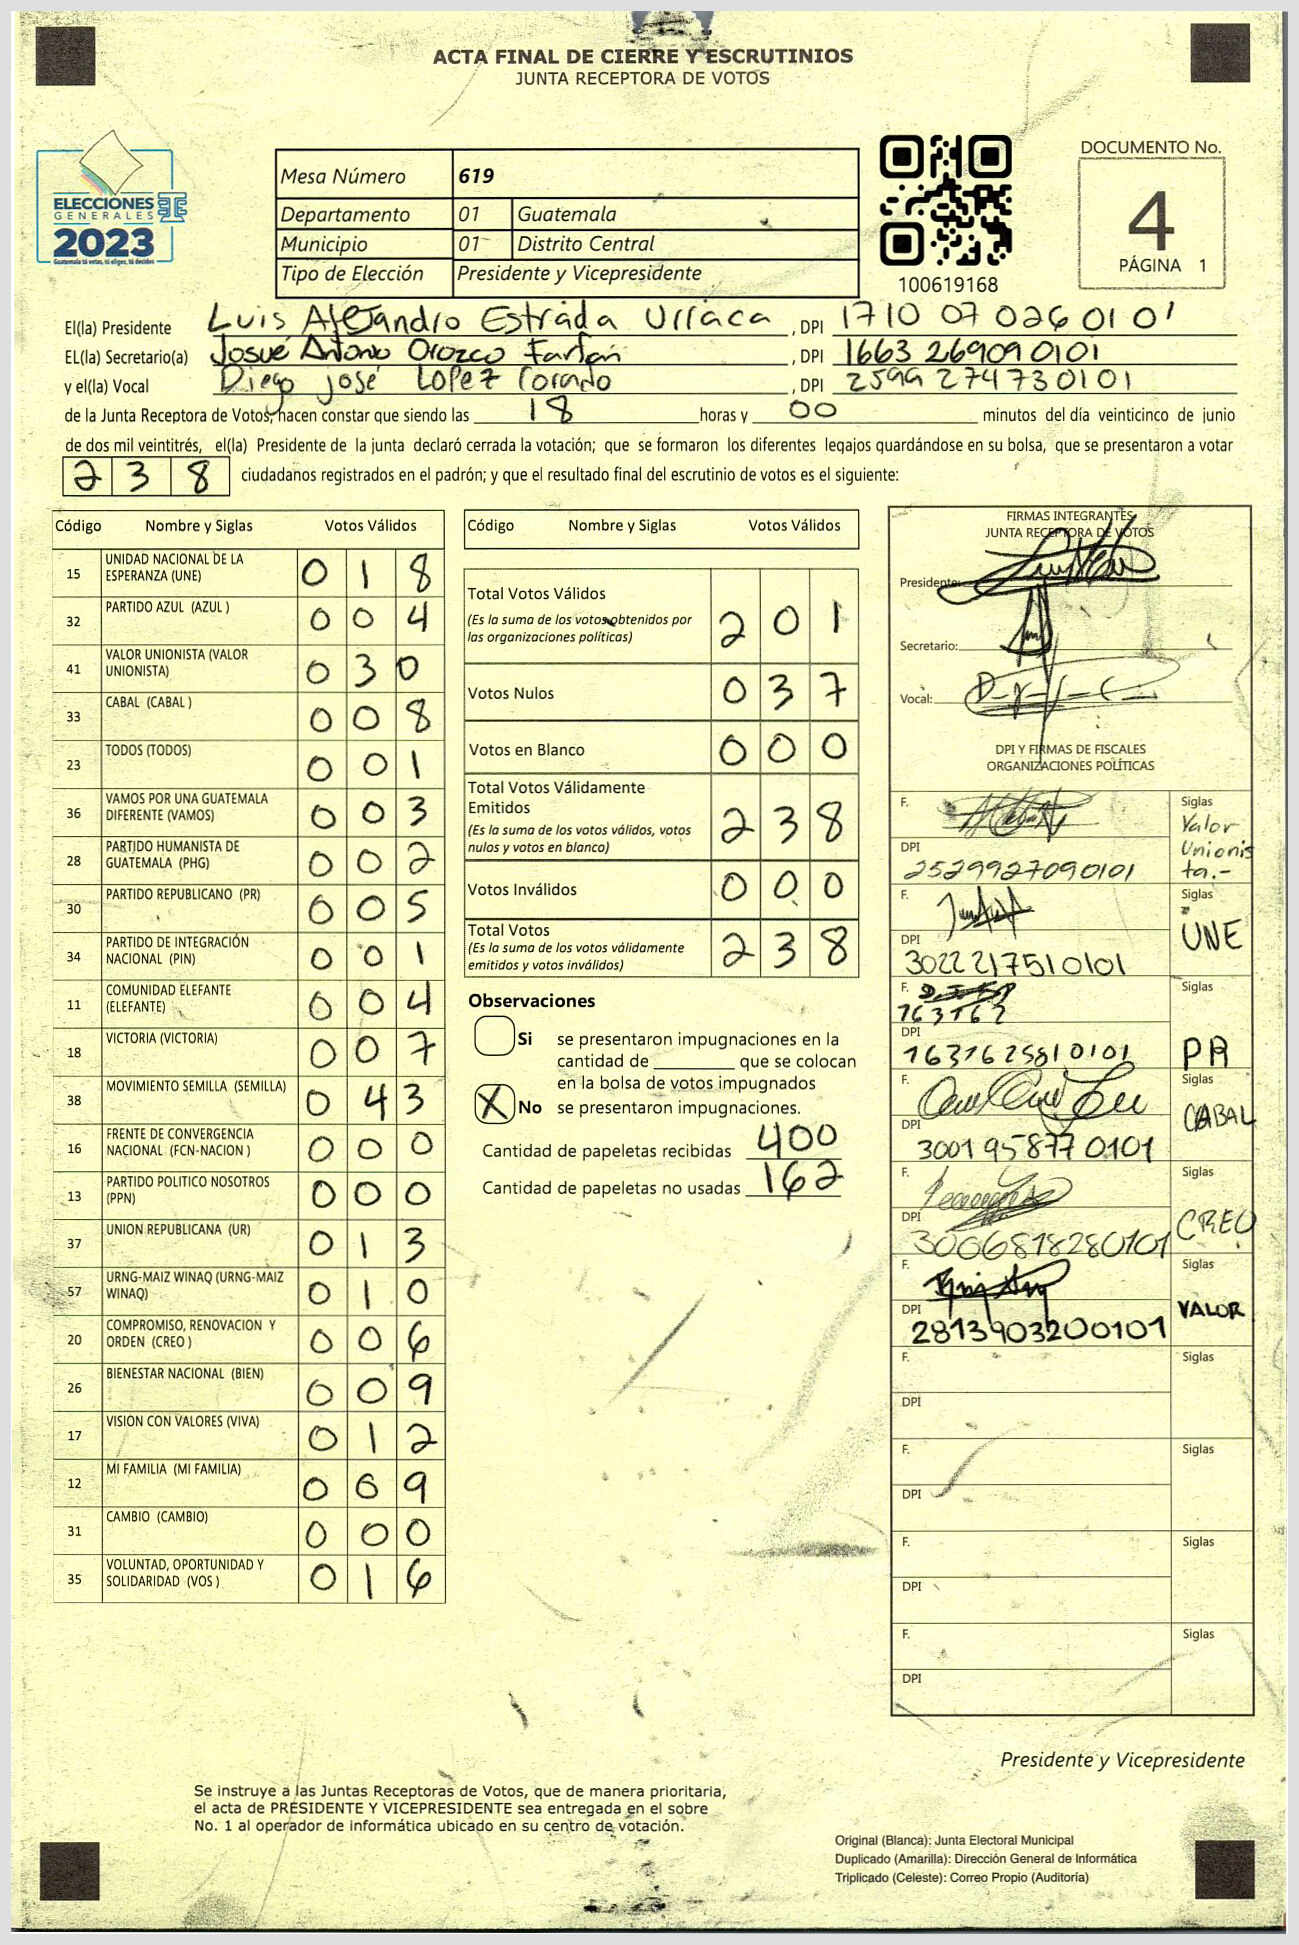 ACTA FINAL DE CIERRE Y ESCRUTINIOS
JUNTA RECEPTORA DE VOTOS
ELECCIONES
GENERALES
2023
Guatemala tú votas, tú eliges, tú decides
Mesa Número 619
Departamento 01 Guatemala
Municipio 01 Distrito Central
Tipo de Elección Presidente y Vicepresidente
100619168
DOCUMENTO No.
4
PÁGINA 1
El(la) Presidente Luis Alejandro Estrada Urraca, DPI 1710 07 026 01 01
EL(la) Secretario(a) Josué Antonio Orozco Farfán, DPI 1663 269090101
y el(la) Vocal Diego José López Corado, DPI 2599 274730101
de la Junta Receptora de Votos, hacen constar que siendo las 18 horas y 00 minutos del día veinticinco de junio
de dos mil veintitrés, el(la) Presidente de la junta declaró cerrada la votación; que se formaron los diferentes legajos quardándose en su bolsa, que se presentaron a votar
238 ciudadanos registrados en el padrón; y que el resultado final del escrutinio de votos es el siguiente:
Código Nombre y Siglas Votos Válidos
15 UNIDAD NACIONAL DE LA ESPERANZA (UNE) 0 1 8
32 PARTIDO AZUL (AZUL ) 0 0 4
41 VALOR UNIONISTA (VALOR UNIONISTA) 0 3 0
33 CABAL (CABAL ) 0 0 8
23 TODOS (TODOS) 0 0 1
36 VAMOS POR UNA GUATEMALA DIFERENTE (VAMOS) 0 0 3
28 PARTIDO HUMANISTA DE GUATEMALA (PHG) 0 0 2
30 PARTIDO REPUBLICANO (PR) 0 0 5
34 PARTIDO DE INTEGRACIÓN NACIONAL (PIN) 0 0 1
11 COMUNIDAD ELEFANTE (ELEFANTE) 0 0 4
18 VICTORIA (VICTORIA) 0 0 7
38 MOVIMIENTO SEMILLA (SEMILLA) 0 4 3
16 FRENTE DE CONVERGENCIA NACIONAL (FCN-NACION ) 0 0 0
13 PARTIDO POLITICO NOSOTROS (PPN) 0 0 0
37 UNION REPUBLICANA (UR) 0 1 3
57 URNG-MAIZ WINAQ (URNG-MAIZ WINAQ) 0 1 0
20 COMPROMISO, RENOVACION Y ORDEN (CREO ) 0 0 6
26 BIENESTAR NACIONAL (BIEN) 0 0 9
17 VISION CON VALORES (VIVA) 0 1 2
12 MI FAMILIA (MI FAMILIA) 0 0 9
31 CAMBIO (CAMBIO) 0 0 0
35 VOLUNTAD, OPORTUNIDAD Y SOLIDARIDAD (VOS ) 0 1 6
Código Nombre y Siglas Votos Válidos
Total Votos Válidos 2 0 1
(Es la suma de los votos obtenidos por
las organizaciones políticas)
Votos Nulos 0 3 7
Votos en Blanco 0 0 0
Total Votos Válidamente
Emitidos 2 3 8
(Es la suma de los votos válidos, votos
nulos y votos en blanco)
Votos Inválidos 0 0 0
Total Votos 2 3 8
(Es la suma de los votos válidamente
emitidos y votos inválidos)
Observaciones
Si se presentaron impugnaciones en la
cantidad de ________ que se colocan
en la bolsa de votos impugnados
X No se presentaron impugnaciones.
Cantidad de papeletas recibidas 400
Cantidad de papeletas no usadas 162
FIRMAS INTEGRANTES
JUNTA RECEPTORA DE VOTOS
Presidente:
Secretario:
Vocal:
DPI Y FIRMAS DE FISCALES
ORGANIZACIONES POLÍTICAS
F. Siglas
Valor
Unionis
ta.-
DPI 2529927090101
F. Siglas
UNE
DPI 3022217510101
F. Siglas
763162
DPI 1631625810101
PR
F. Siglas
CABAL
DPI 3001958770101
F. Siglas
CREO
DPI 3006818280101
F. Siglas
VALOR
DPI 2813903200101
F. Siglas
DPI
F. Siglas
DPI
F. Siglas
DPI
F. Siglas
DPI
Presidente y Vicepresidente
Se instruye a las Juntas Receptoras de Votos, que de manera prioritaria,
el acta de PRESIDENTE Y VICEPRESIDENTE sea entregada en el sobre
No. 1 al operador de informática ubicado en su centro de votación.
Original (Blanca): Junta Electoral Municipal
Duplicado (Amarilla): Dirección General de Informática
Triplicado (Celeste): Correo Propio (Auditoría)